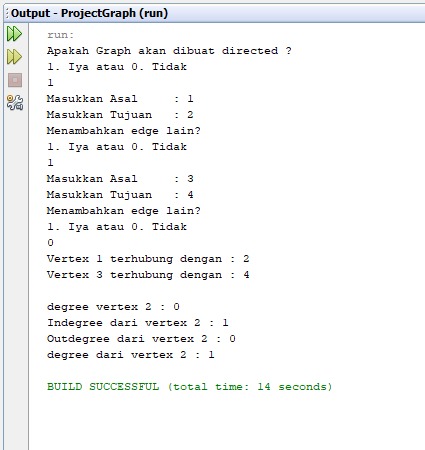 Output - ProjectGraph (run)
run:
Apakah Graph akan dibuat directed ?
1. Iya atau 0. Tidak
1
Masukkan Asal     : 1
Masukkan Tujuan   : 2
Menambahkan edge lain?
1. Iya atau 0. Tidak
1
Masukkan Asal     : 3
Masukkan Tujuan   : 4
Menambahkan edge lain?
1. Iya atau 0. Tidak
0
Vertex 1 terhubung dengan : 2
Vertex 3 terhubung dengan : 4
degree vertex 2 : 0
Indegree dari vertex 2 : 1
Outdegree dari vertex 2 : 0
degree dari vertex 2 : 1
BUILD SUCCESSFUL (total time: 14 seconds)